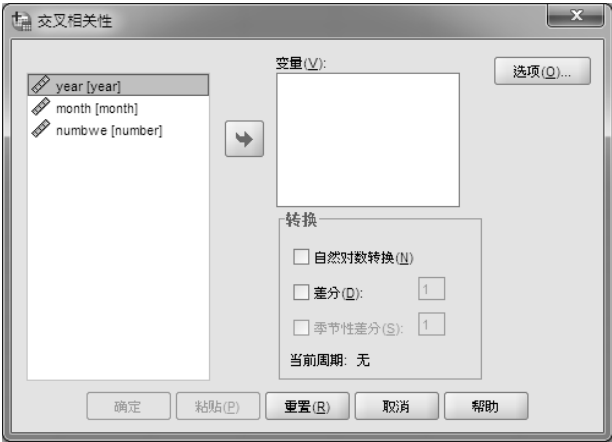 交叉相关性
变量(V):
选项(O)...
year [year]
month [month]
numbwe [number]
转换
自然对数转换(N)
差分(D): 1
季节性差分(S): 1
当前周期: 无
确定 粘贴(P) 重置(R) 取消 帮助